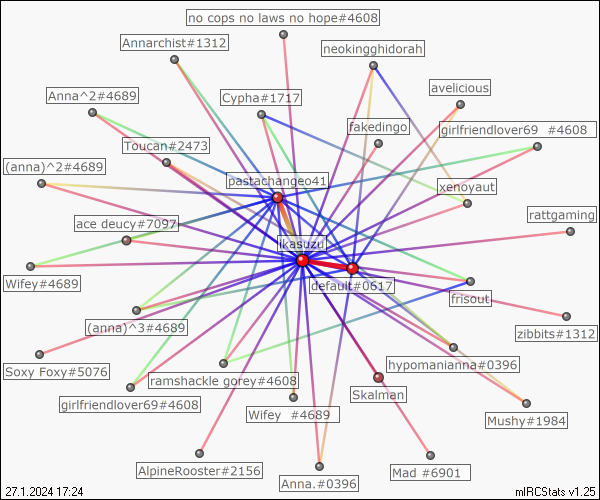 no cops no laws no hope#4608
Annarchist#1312
neokingghidorah
avelicious
Anna^2#4689
Cypha#1717
fakedingo
girlfriendlover69 #4608
Toucan#2473
(anna)^2#4689
pastachangeo41
xenoyaut
ace deucy#7097
rattgaming
ikasuzu
Wifey#4689
default#0617
frisout
(anna)^3#4689
zibbits#1312
Soxy Foxy#5076
ramshackle gorey#4608
hypomanianna#0396
girlfriendlover69#4608
Wifey #4689
Skalman
Mushy#1984
AlpineRooster#2156
Anna.#0396
Mad #6901
27.1.2024 17:24
mIRCStats v1.25